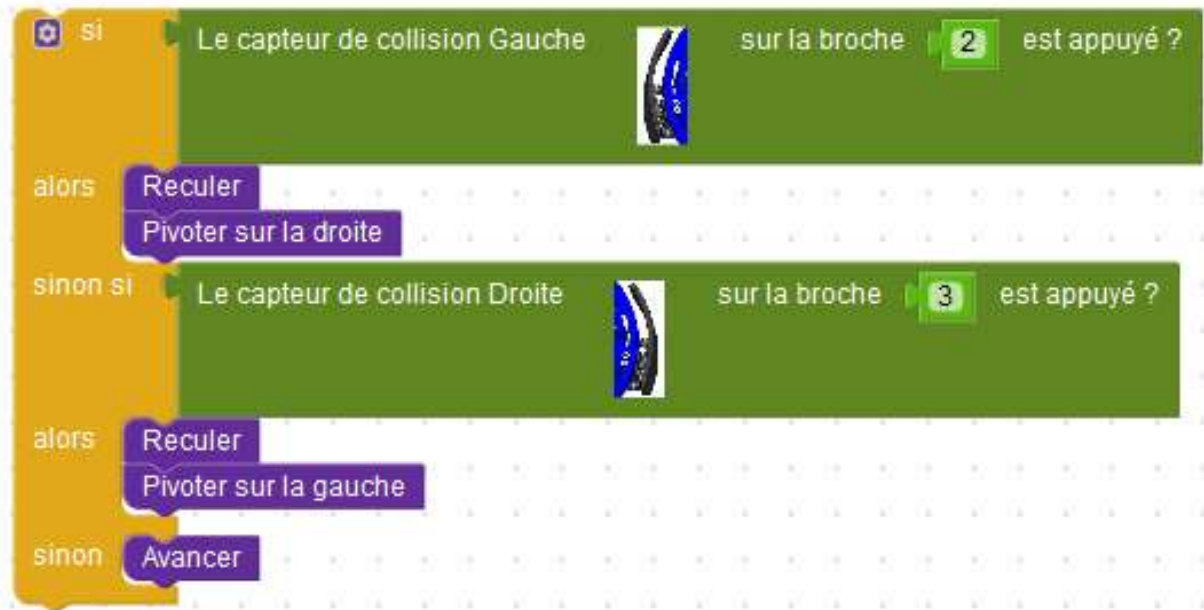 si Le capteur de collision Gauche sur la broche 2 est appuyé ?
alors Reculer
Pivoter sur la droite
sinon si Le capteur de collision Droite sur la broche 3 est appuyé ?
alors Reculer
Pivoter sur la gauche
sinon Avancer